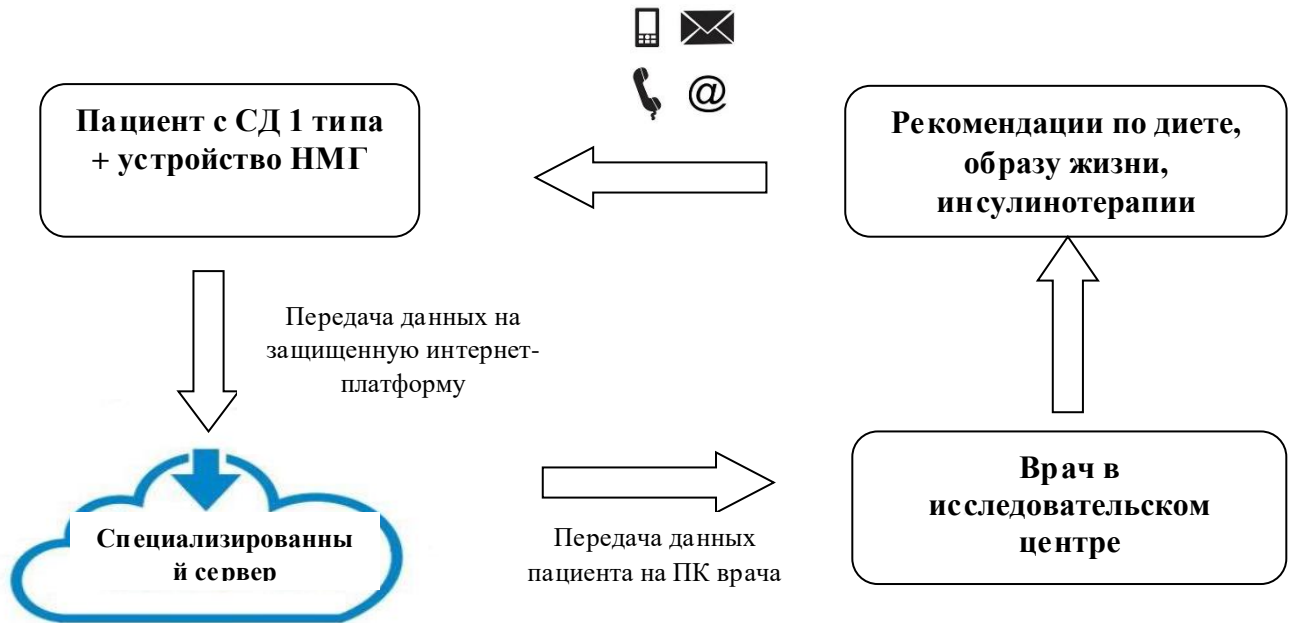 @
Пациент с СД 1 типа
+ устройство НМГ
Рекомендации по диете,
образу жизни,
инсулинотерапии
Передача данных на
защищенную интернет-
платформу
Специализированны
й сервер
Передача данных
пациента на ПК врача
Врач в
исследовательском
центре